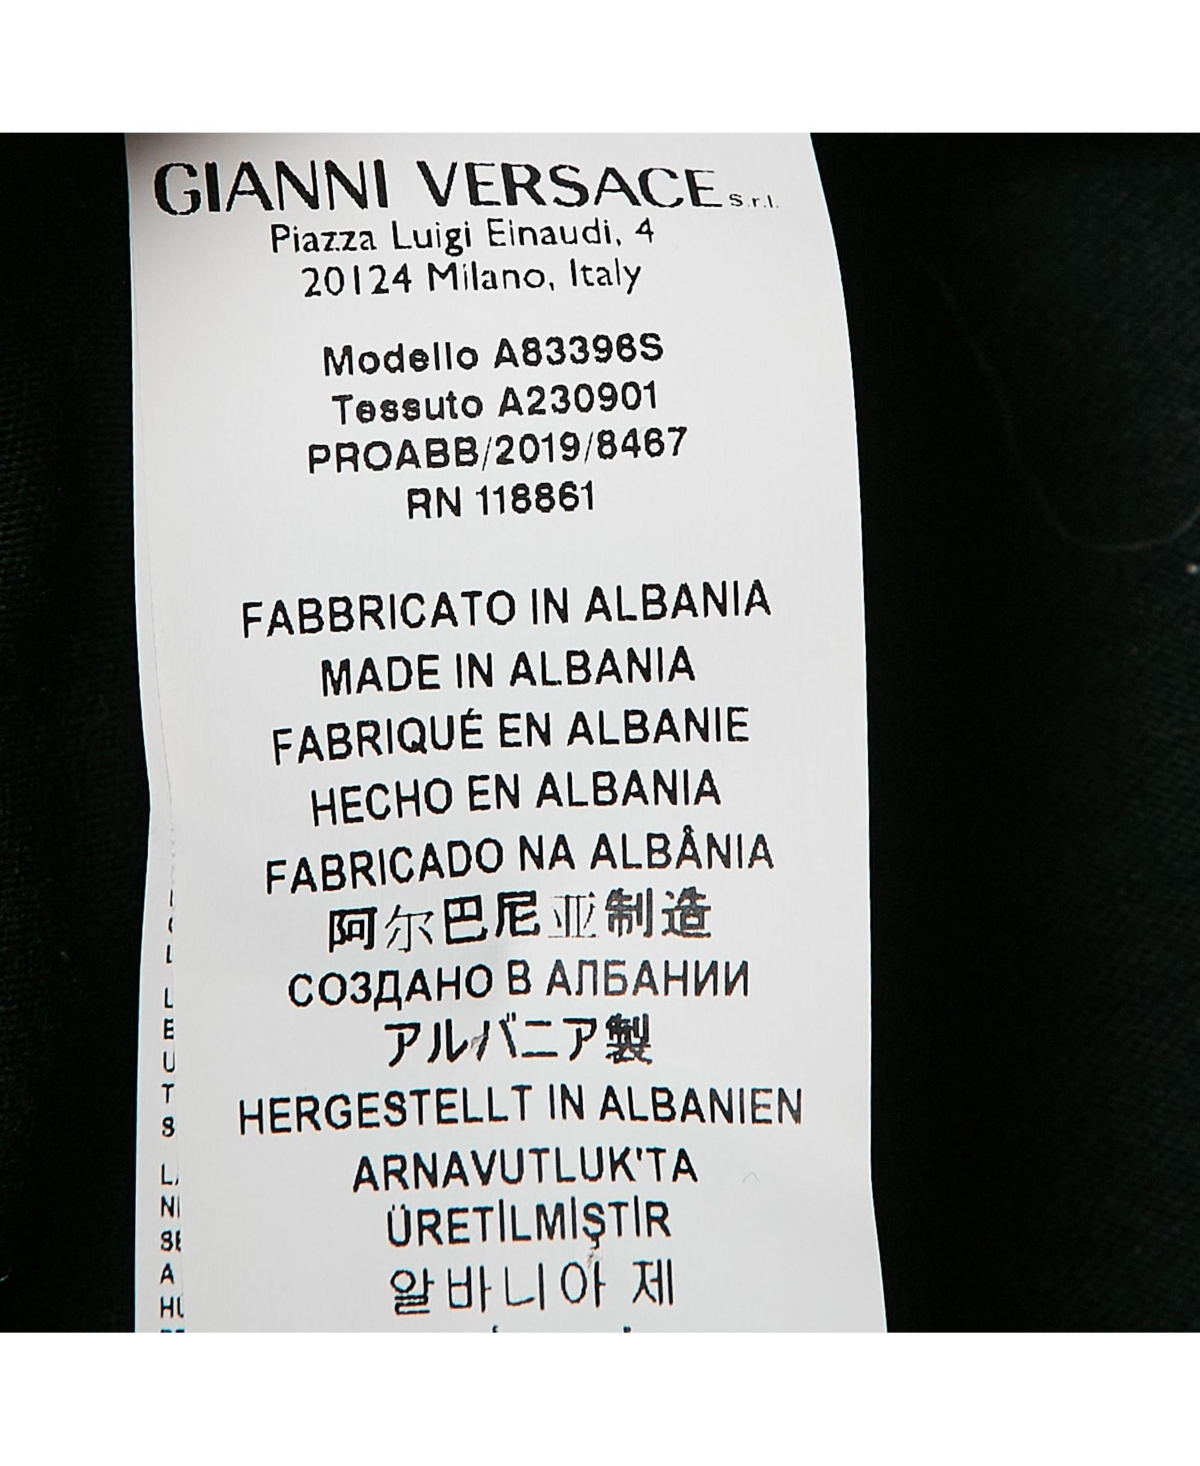 GIANNI VERSACE s.r.l.
Piazza Luigi Einaudi, 4
20124 Milano, Italy
Modello A83396S
Tessuto A230901
PROABB/2019/8467
RN 118861
FABBRICATO IN ALBANIA
MADE IN ALBANIA
FABRIQUÉ EN ALBANIE
HECHO EN ALBANIA
FABRICADO NA ALBÂNIA
阿尔巴尼亚制造
СОЗДАНО В АЛБАНИИ
アルバニア製
HERGESTELLT IN ALBANIEN
ARNAVUTLUK'TA
ÜRETİLMİŞTİR
알바니아 제